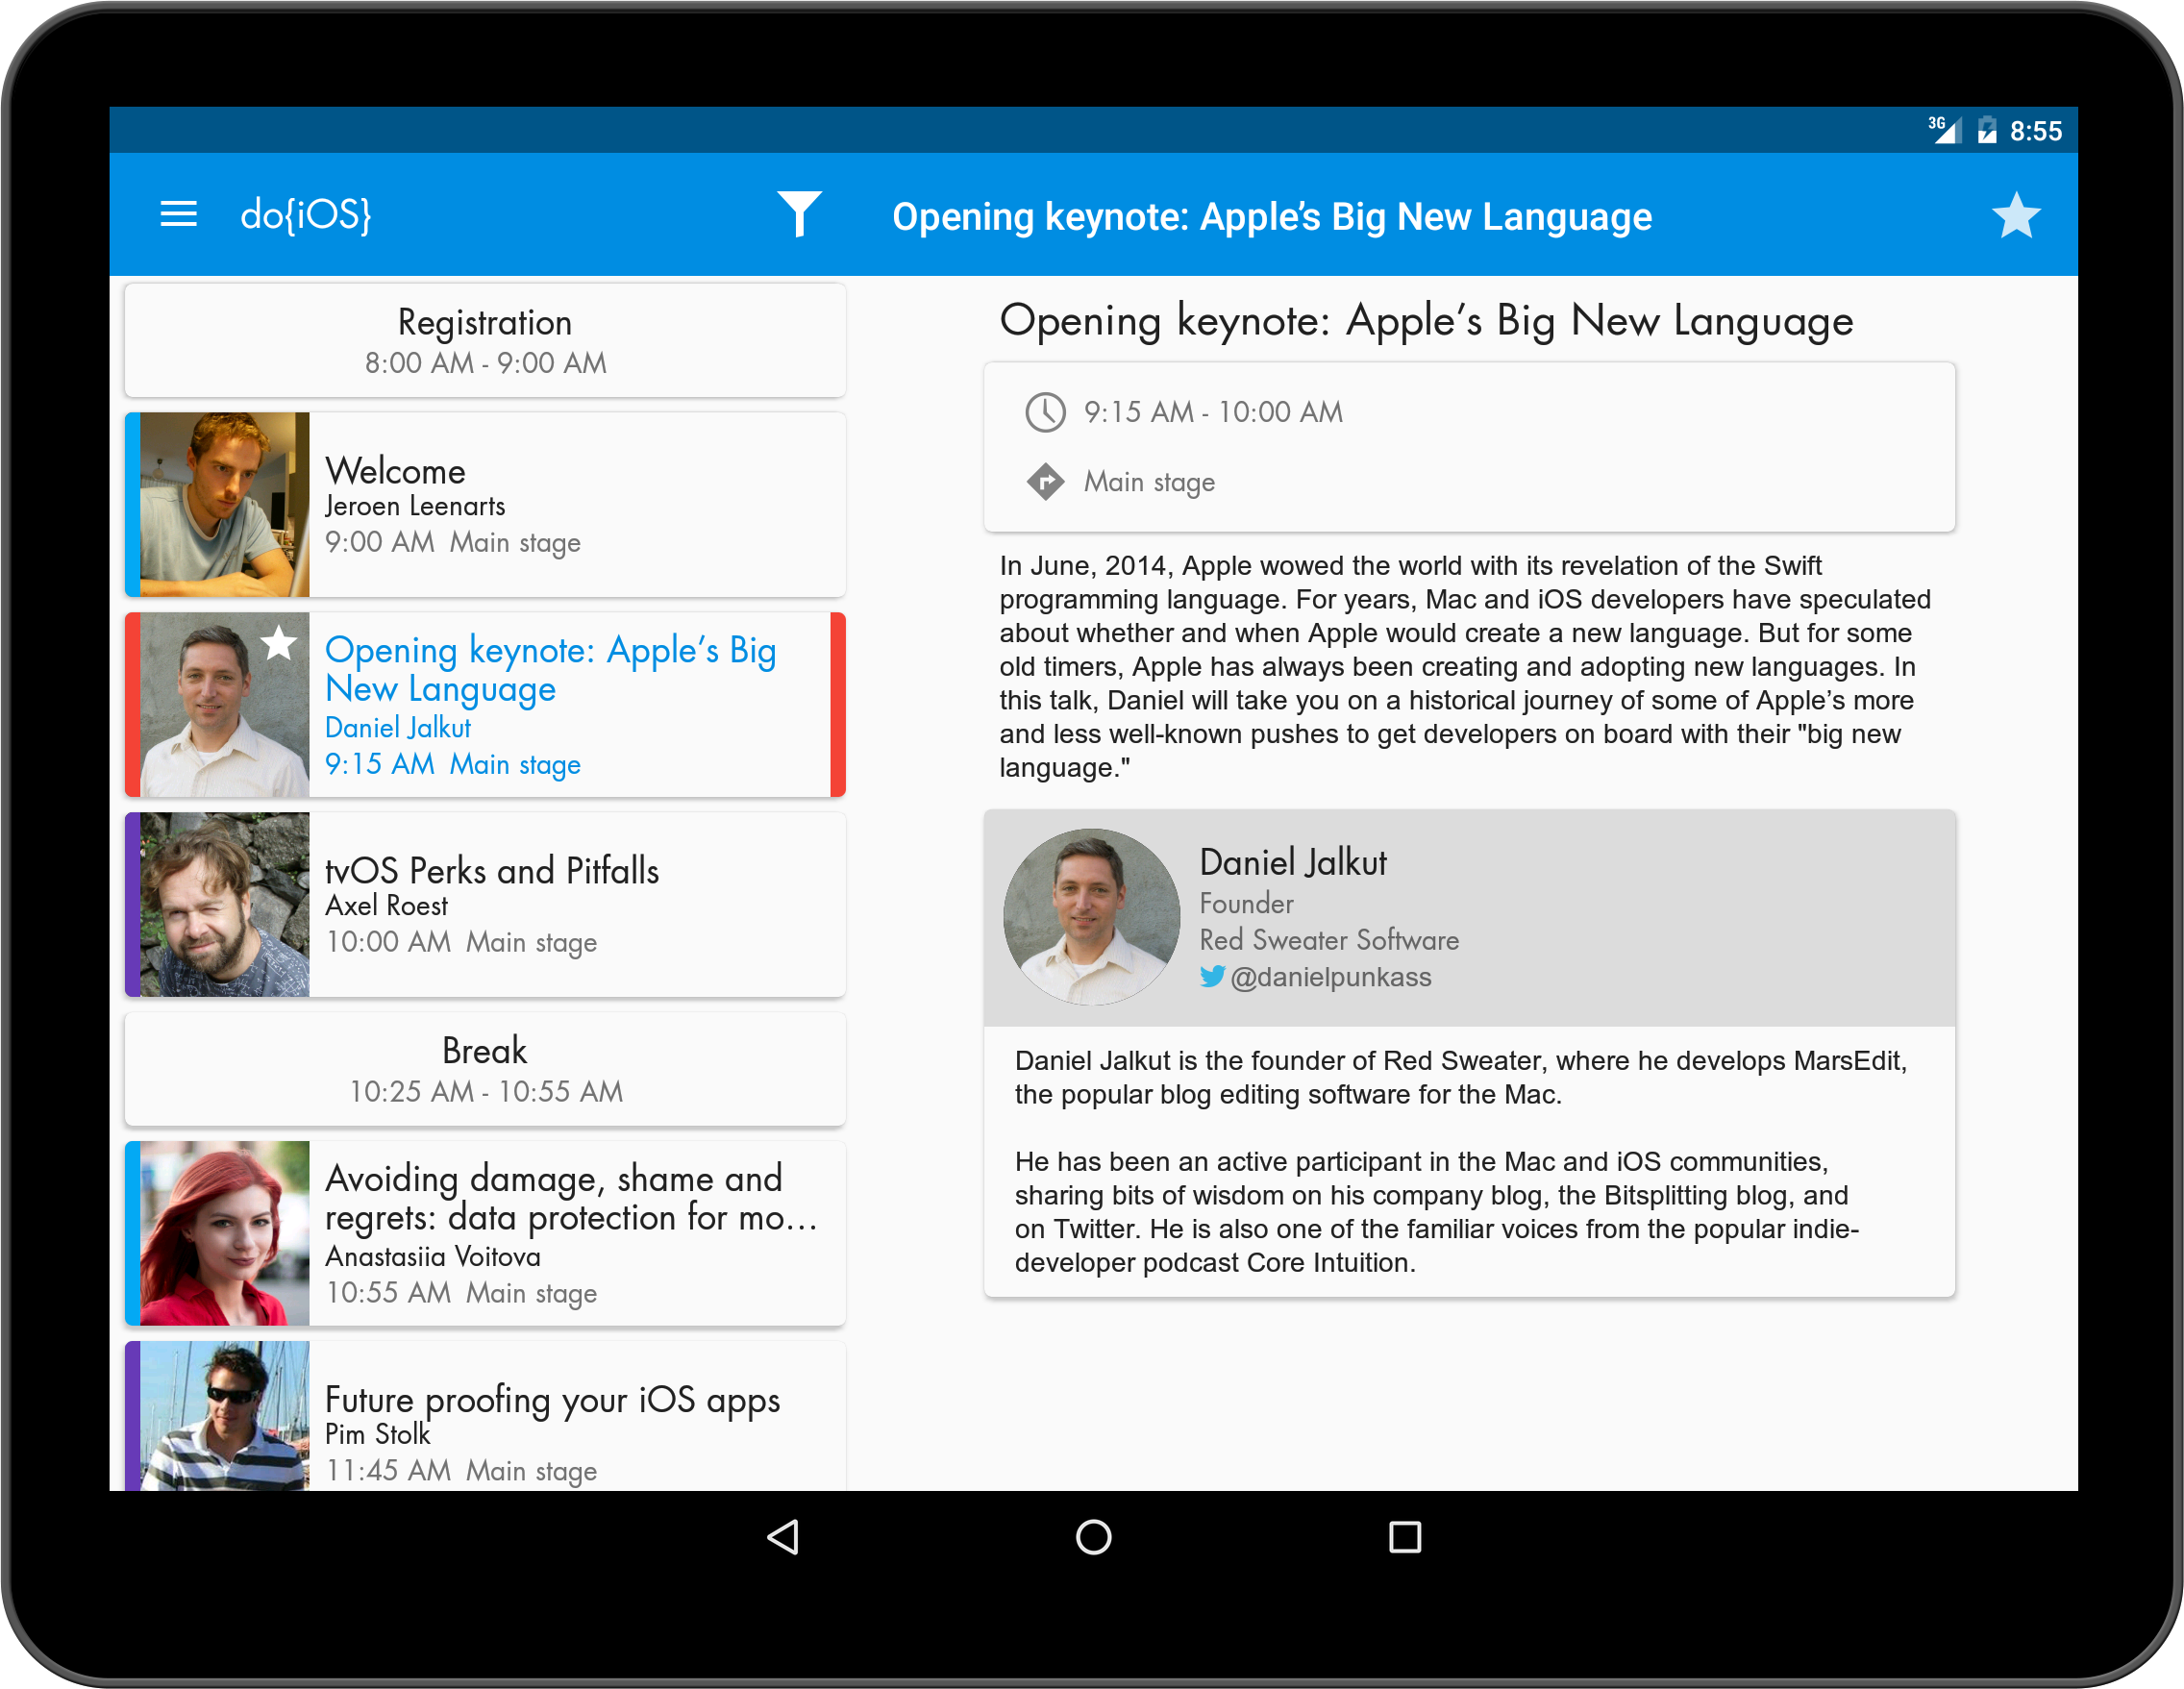 3G 8:55
do{iOS}
Opening keynote: Apple’s Big New Language
Registration
8:00 AM - 9:00 AM
Welcome
Jeroen Leenarts
9:00 AM Main stage
Opening keynote: Apple’s Big
New Language
Daniel Jalkut
9:15 AM Main stage
tvOS Perks and Pitfalls
Axel Roest
10:00 AM Main stage
Break
10:25 AM - 10:55 AM
Avoiding damage, shame and
regrets: data protection for mo...
Anastasiia Voitova
10:55 AM Main stage
Future proofing your iOS apps
Pim Stolk
11:45 AM Main stage
Opening keynote: Apple’s Big New Language
9:15 AM - 10:00 AM
Main stage
In June, 2014, Apple wowed the world with its revelation of the Swift
programming language. For years, Mac and iOS developers have speculated
about whether and when Apple would create a new language. But for some
old timers, Apple has always been creating and adopting new languages. In
this talk, Daniel will take you on a historical journey of some of Apple’s more
and less well-known pushes to get developers on board with their "big new
language."
Daniel Jalkut
Founder
Red Sweater Software
@danielpunkass
Daniel Jalkut is the founder of Red Sweater, where he develops MarsEdit,
the popular blog editing software for the Mac.
He has been an active participant in the Mac and iOS communities,
sharing bits of wisdom on his company blog, the Bitsplitting blog, and
on Twitter. He is also one of the familiar voices from the popular indie-
developer podcast Core Intuition.